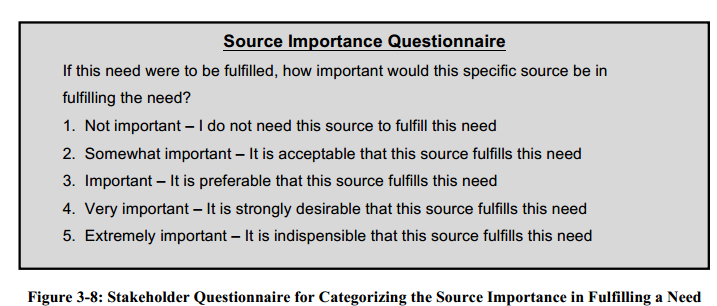 Source Importance Questionnaire
If this need were to be fulfilled, how important would this specific source be in
fulfilling the need?
1. Not important – I do not need this source to fulfill this need
2. Somewhat important – It is acceptable that this source fulfills this need
3. Important – It is preferable that this source fulfills this need
4. Very important – It is strongly desirable that this source fulfills this need
5. Extremely important – It is indispensible that this source fulfills this need
Figure 3-8: Stakeholder Questionnaire for Categorizing the Source Importance in Fulfilling a Need